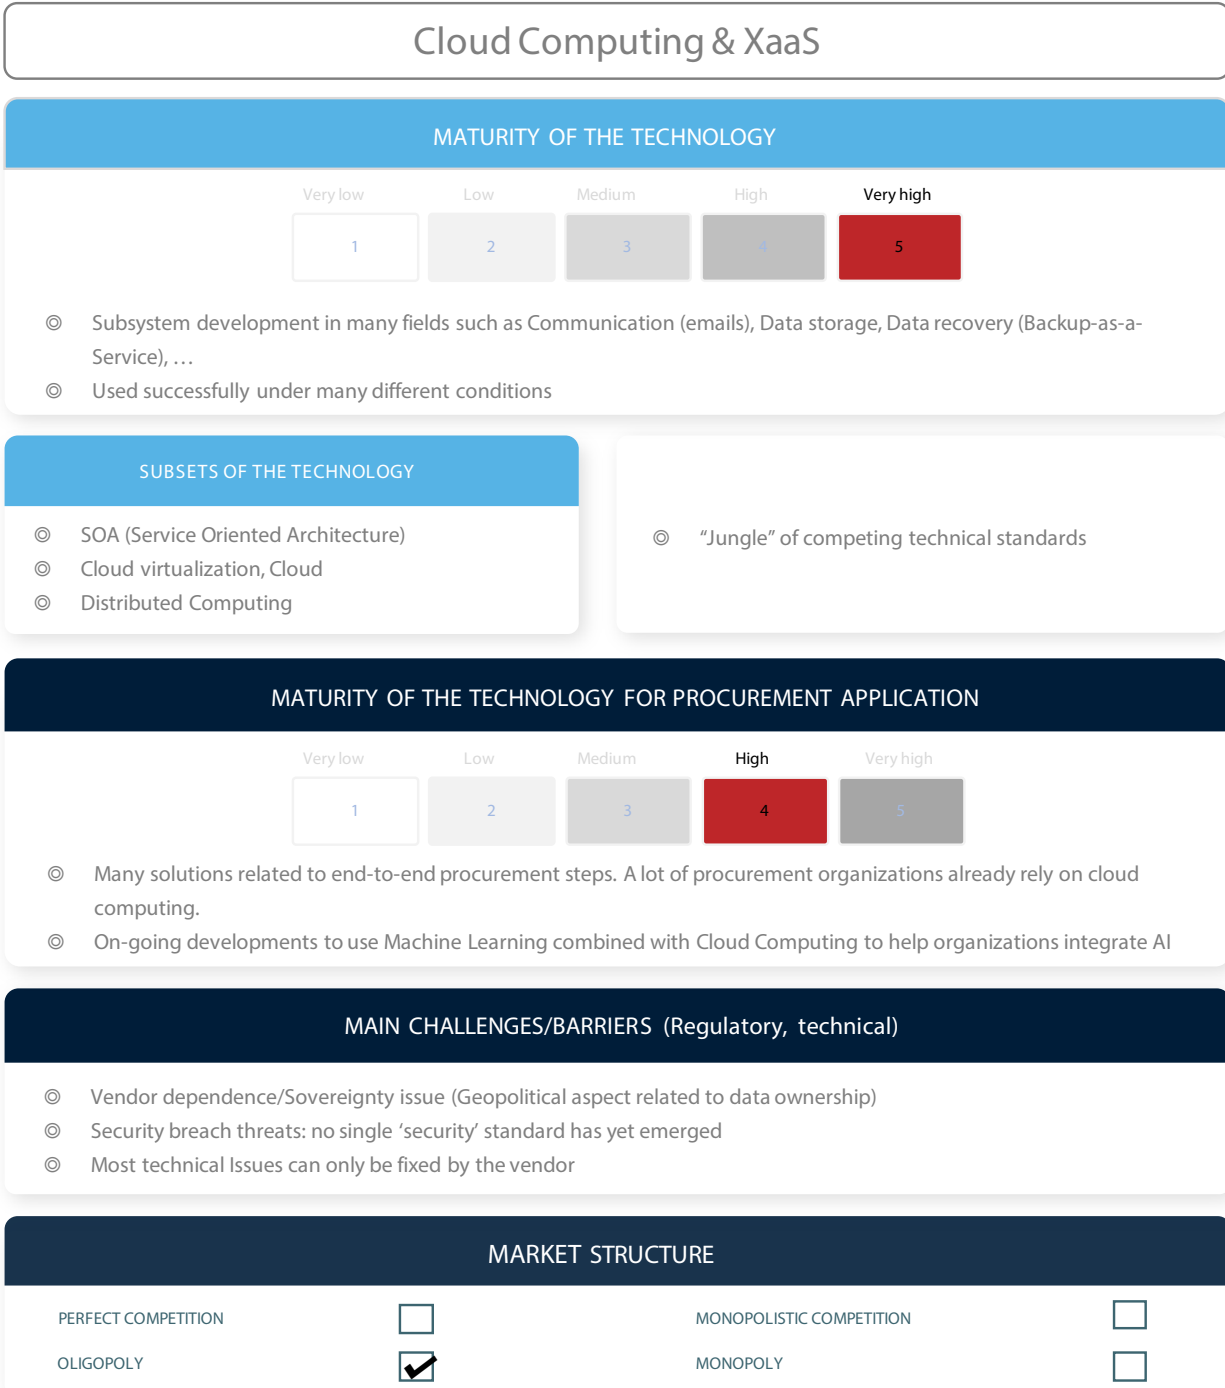 Cloud Computing & XaaS
MATURITY OF THE TECHNOLOGY
Very low Low Medium High Very high
1 2 3 4 5
◎ Subsystem development in many fields such as Communication (emails), Data storage, Data recovery (Backup-as-a-
Service), …
◎ Used successfully under many different conditions
SUBSETS OF THE TECHNOLOGY
◎ SOA (Service Oriented Architecture)
◎ Cloud virtualization, Cloud
◎ Distributed Computing
◎ “Jungle” of competing technical standards
MATURITY OF THE TECHNOLOGY FOR PROCUREMENT APPLICATION
Very low Low Medium High Very high
1 2 3 4 5
◎ Many solutions related to end-to-end procurement steps. A lot of procurement organizations already rely on cloud
computing.
◎ On-going developments to use Machine Learning combined with Cloud Computing to help organizations integrate AI
MAIN CHALLENGES/BARRIERS (Regulatory, technical)
◎ Vendor dependence/Sovereignty issue (Geopolitical aspect related to data ownership)
◎ Security breach threats: no single ‘security’ standard has yet emerged
◎ Most technical Issues can only be fixed by the vendor
MARKET STRUCTURE
PERFECT COMPETITION
MONOPOLISTIC COMPETITION
OLIGOPOLY
MONOPOLY